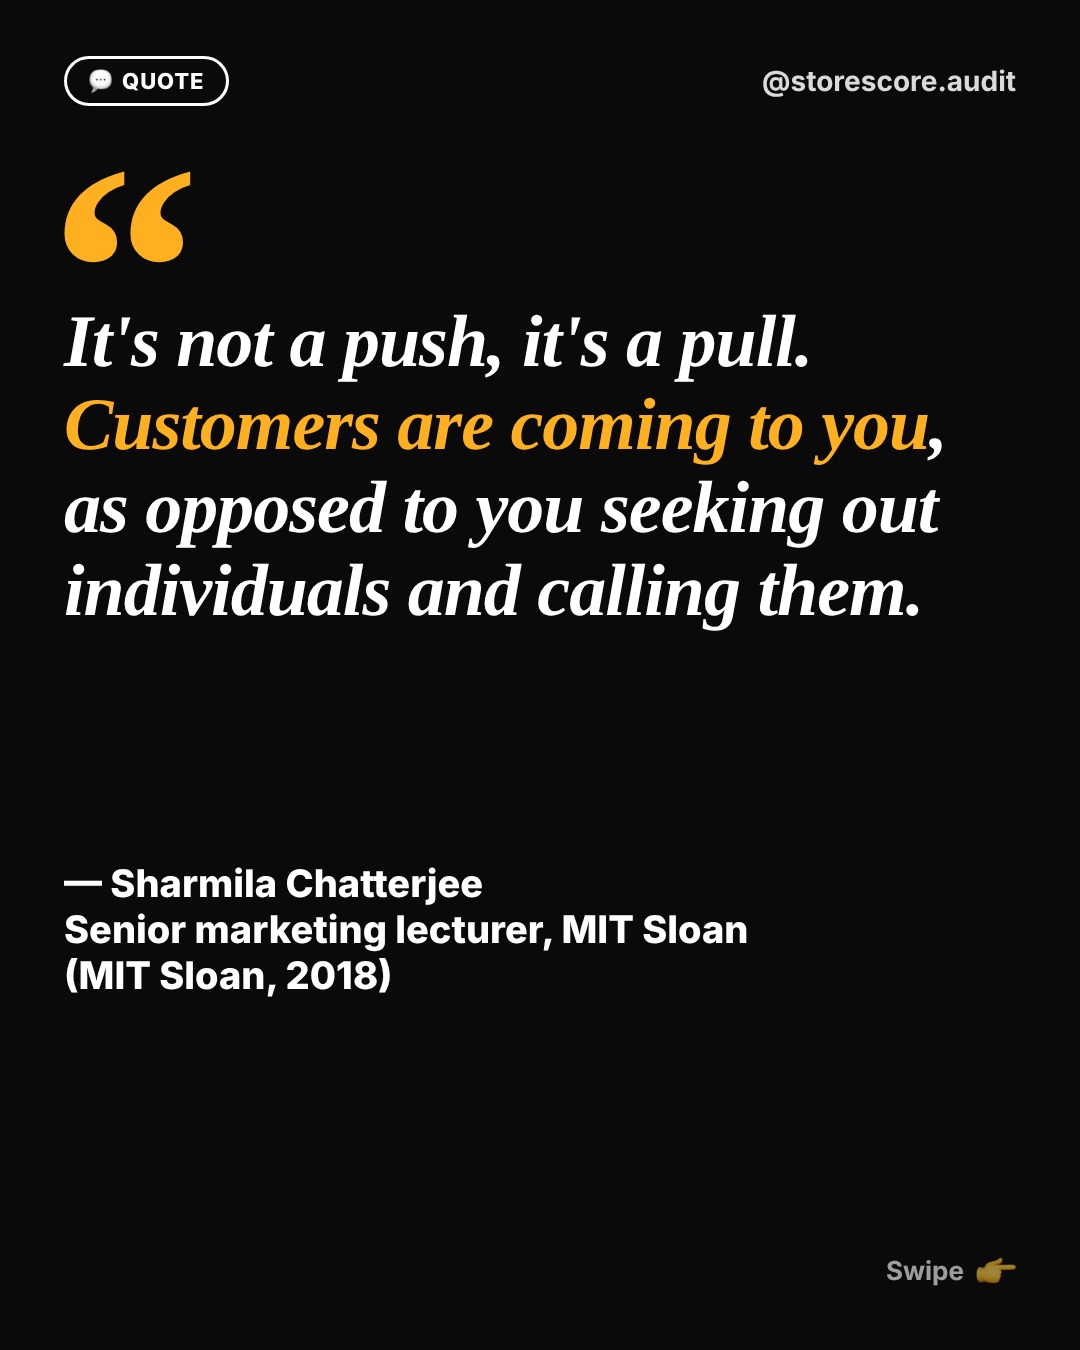 💬 QUOTE
@storescore.audit
“
It's not a push, it's a pull.
Customers are coming to you,
as opposed to you seeking out
individuals and calling them.
— Sharmila Chatterjee
Senior marketing lecturer, MIT Sloan
(MIT Sloan, 2018)
Swipe 👉